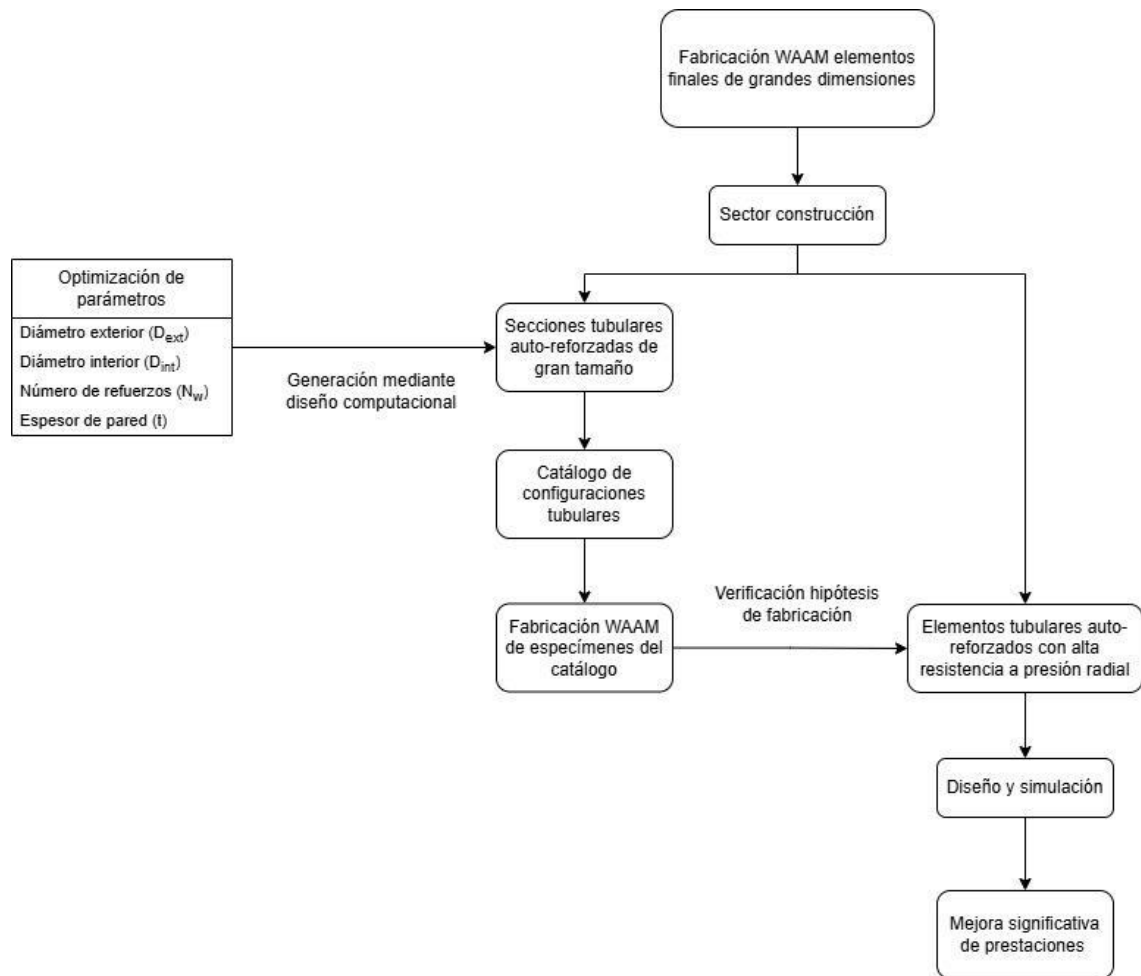 Fabricación WAAM elementos
finales de grandes dimensiones
Sector construcción
Optimización de
parámetros
Diámetro exterior (Dext)
Diámetro interior (Dint)
Número de refuerzos (Nw)
Espesor de pared (t)
Generación mediante
diseño computacional
Secciones tubulares
auto-reforzadas de
gran tamaño
Catálogo de
configuraciones
tubulares
Fabricación WAAM
de especímenes del
catálogo
Verificación hipótesis
de fabricación
Elementos tubulares auto-
reforzados con alta
resistencia a presión radial
Diseño y simulación
Mejora significativa
de prestaciones